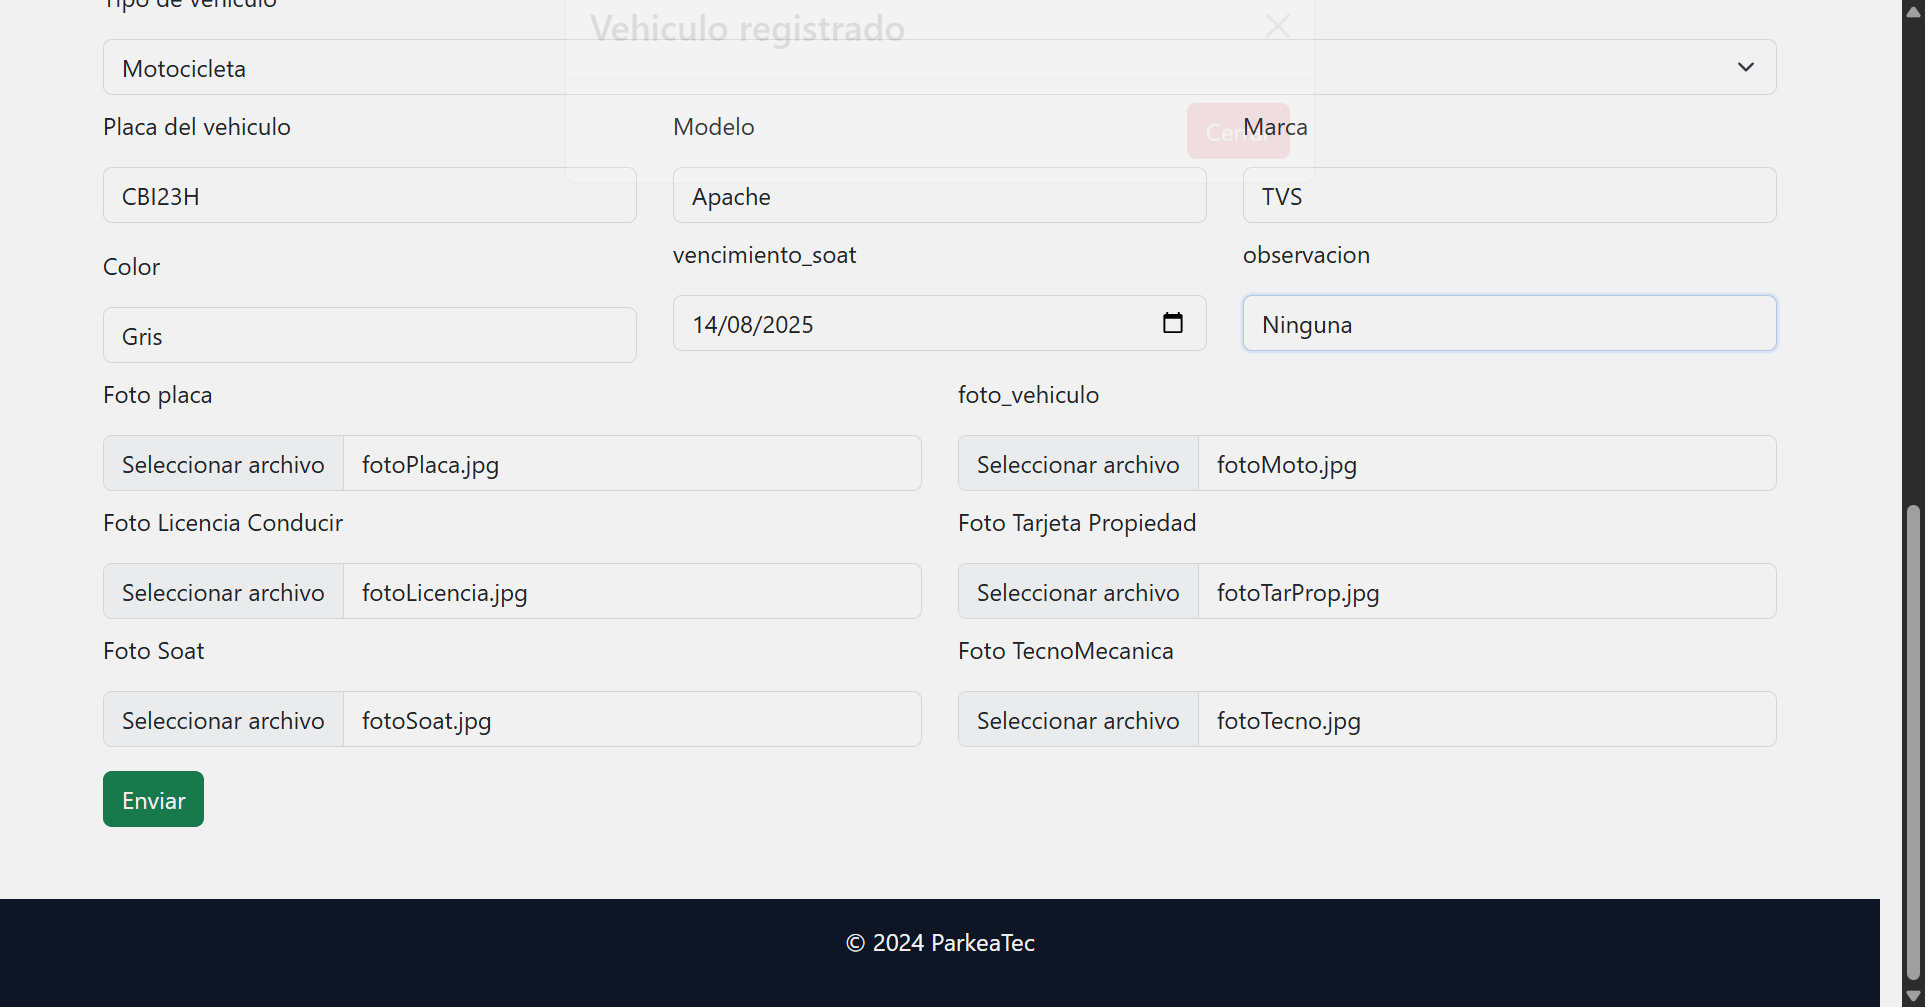 Tipo de vehiculo
Vehiculo registrado
Motocicleta
Placa del vehiculo
Modelo
Cerrar
Marca
CBI23H
Apache
TVS
Color
vencimiento_soat
observacion
Gris
14/08/2025
Ninguna
Foto placa
foto_vehiculo
Seleccionar archivo fotoPlaca.jpg
Seleccionar archivo fotoMoto.jpg
Foto Licencia Conducir
Foto Tarjeta Propiedad
Seleccionar archivo fotoLicencia.jpg
Seleccionar archivo fotoTarProp.jpg
Foto Soat
Foto TecnoMecanica
Seleccionar archivo fotoSoat.jpg
Seleccionar archivo fotoTecno.jpg
Enviar
© 2024 ParkeaTec